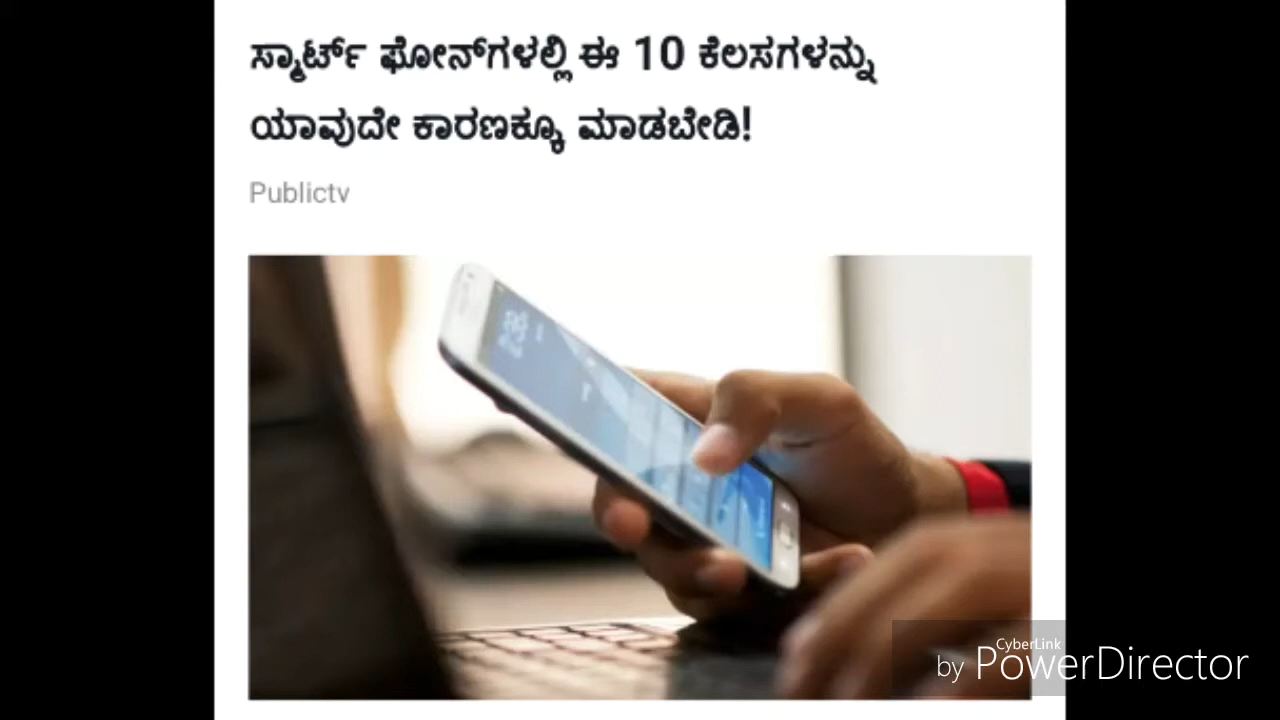 ಸ್ಮಾರ್ಟ್ ಫೋನ್‌ಗಳಲ್ಲಿ ಈ 10 ಕೆಲಸಗಳನ್ನು
ಯಾವುದೇ ಕಾರಣಕ್ಕೂ ಮಾಡಬೇಡಿ!
Publictv
CyberLink
by PowerDirector